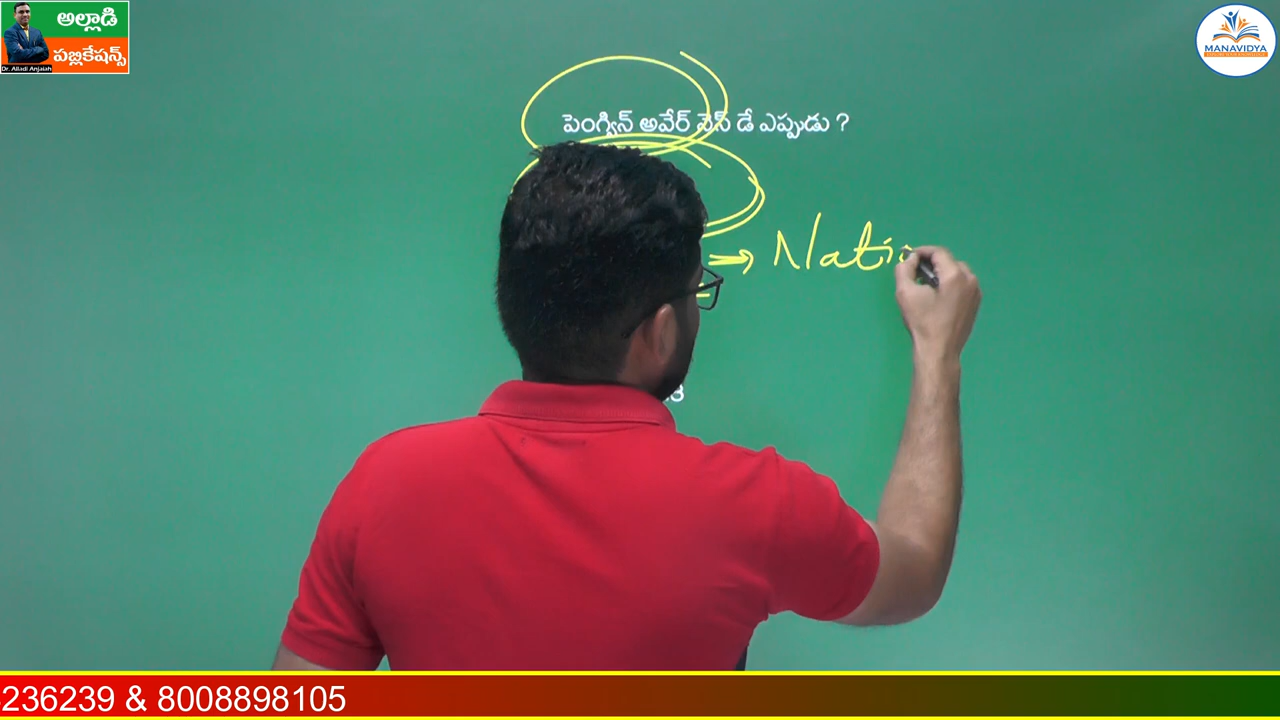 అల్లాడి
పబ్లికేషన్స్
Dr. Alladi Anjaiah
MANAVIDYA
పెంగ్విన్ అవేర్ నెస్ డే ఎప్పుడు ?
→ Natio
236239 & 8008898105